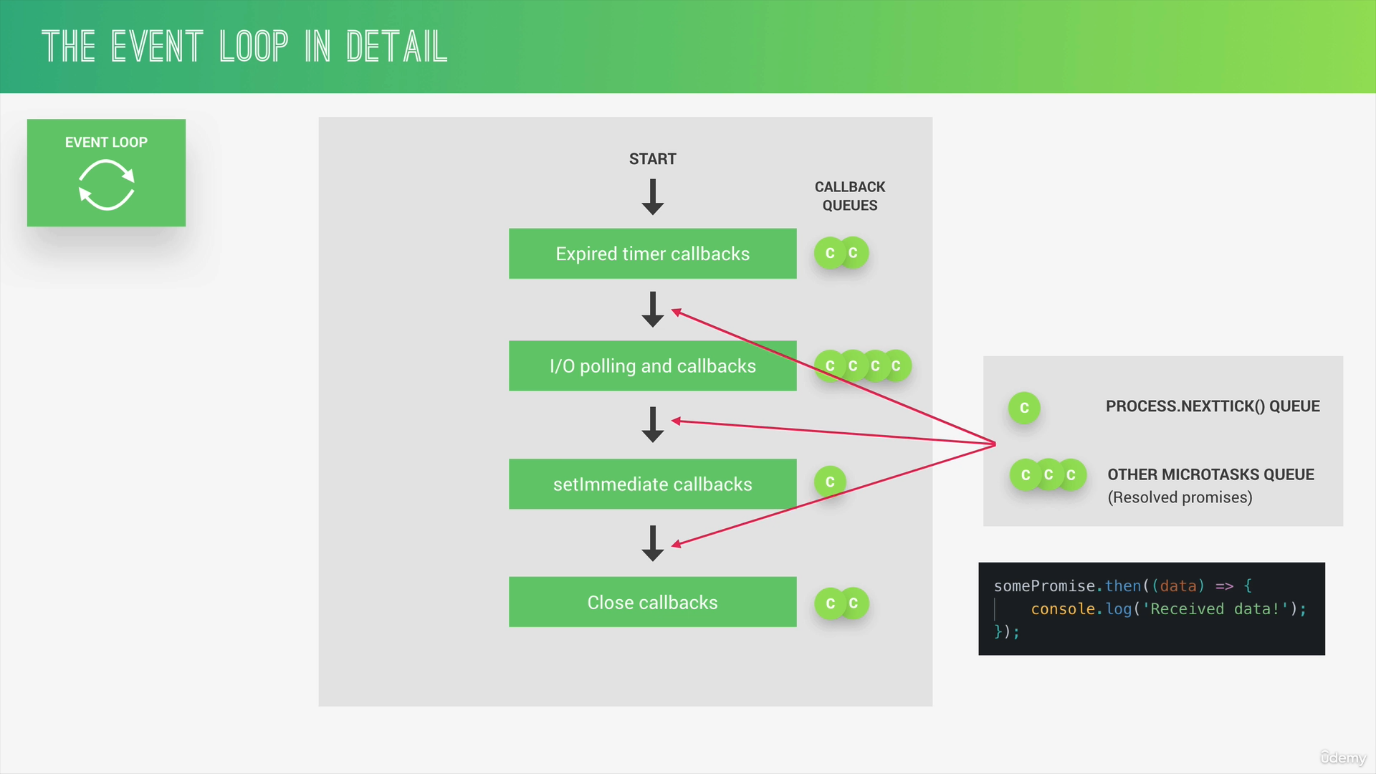 THE EVENT LOOP IN DETAIL
EVENT LOOP
START
CALLBACK
QUEUES
Expired timer callbacks
C C
I/O polling and callbacks
C C C C
setImmediate callbacks
C
Close callbacks
C C
C
PROCESS.NEXTTICK() QUEUE
C C C
OTHER MICROTASKS QUEUE
(Resolved promises)
somePromise.then((data) => {
console.log('Received data!');
});
ûdemy